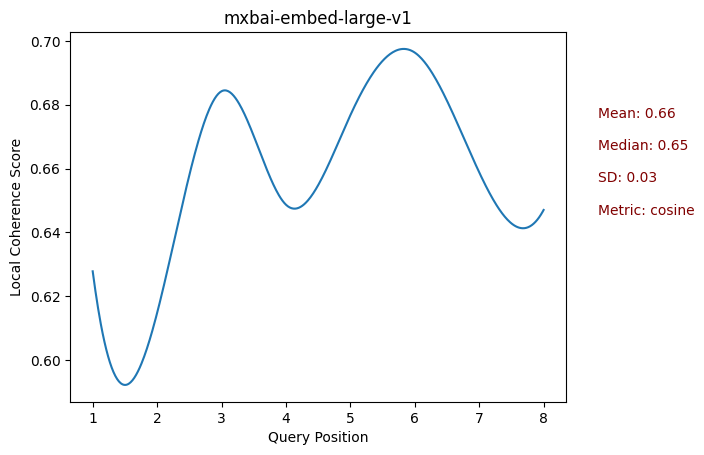 mxbai-embed-large-v1
0.70
0.68
0.66
0.64
0.62
0.60
Local Coherence Score
1 2 3 4 5 6 7 8
Query Position
Mean: 0.66
Median: 0.65
SD: 0.03
Metric: cosine